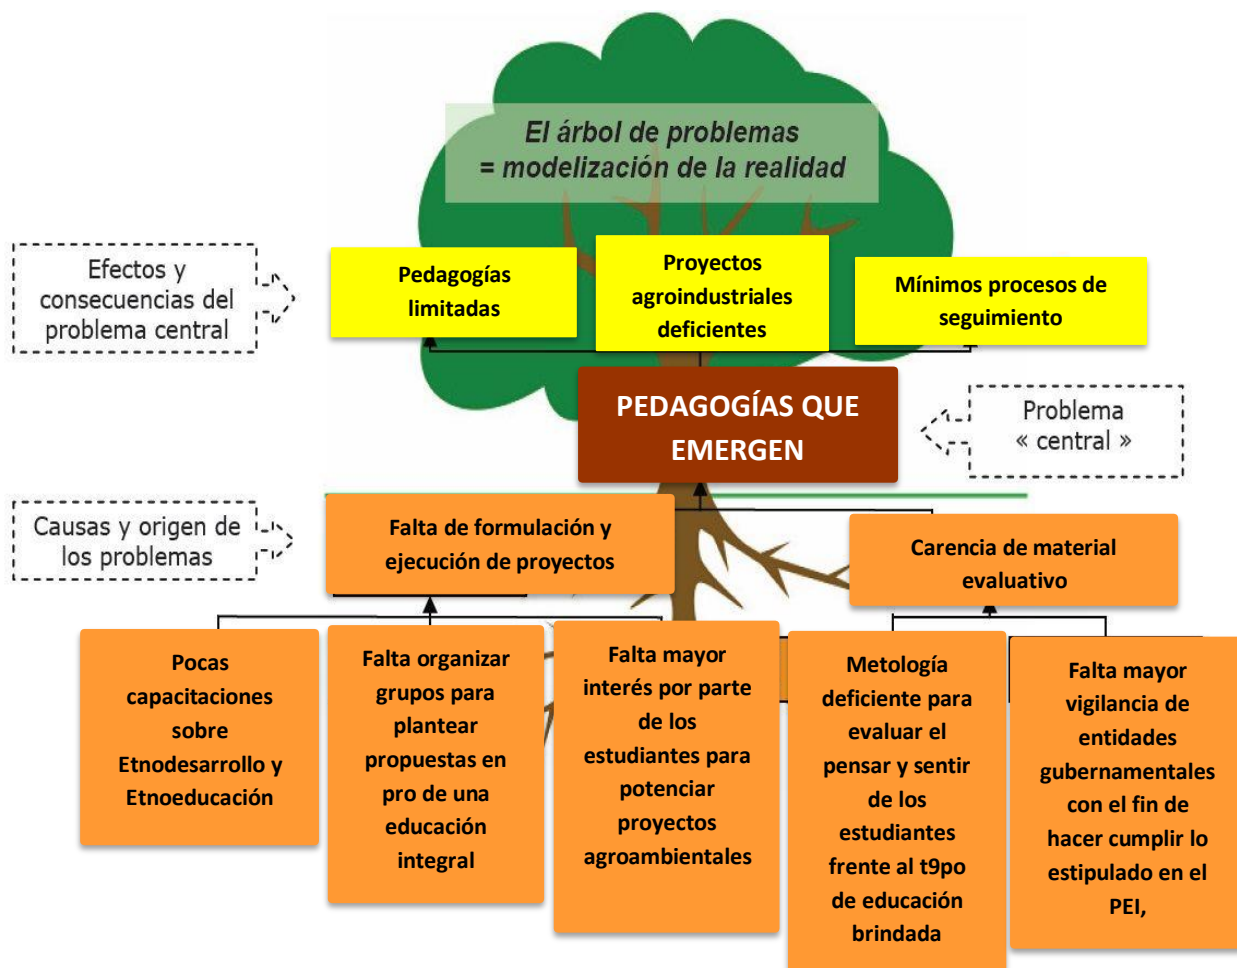 El árbol de problemas
= modelización de la realidad
Efectos y
consecuencias del
problema central
Pedagogías
limitadas
Proyectos
agroindustriales
deficientes
Mínimos procesos de
seguimiento
PEDAGOGÍAS QUE
EMERGEN
Problema
« central »
Causas y origen de
los problemas
Falta de formulación y
ejecución de proyectos
Carencia de material
evaluativo
Pocas
capacitaciones
sobre
Etnodesarrollo y
Etnoeducación
Falta organizar
grupos para
plantear
propuestas en
pro de una
educación
integral
Falta mayor
interés por parte
de los
estudiantes para
potenciar
proyectos
agroambientales
Metología
deficiente para
evaluar el
pensar y sentir
de los
estudiantes
frente al t9po
de educación
brindada
Falta mayor
vigilancia de
entidades
gubernamentales
con el fin de
hacer cumplir lo
estipulado en el
PEI,